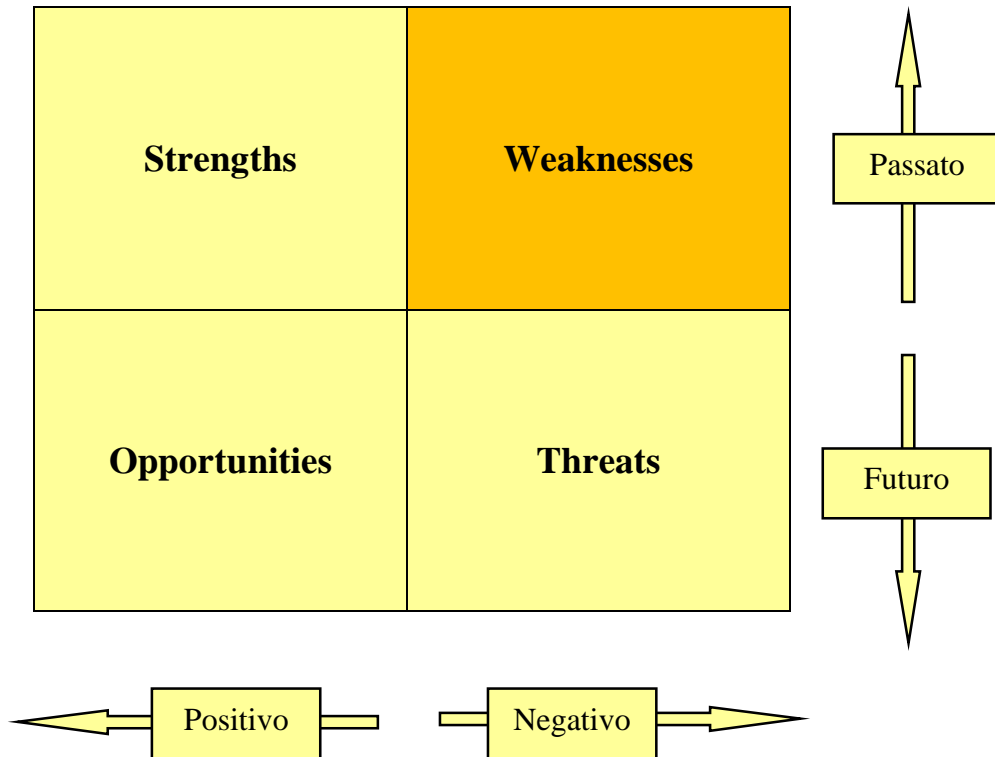 Strengths
Weaknesses
Passato
Opportunities
Threats
Futuro
Positivo
Negativo